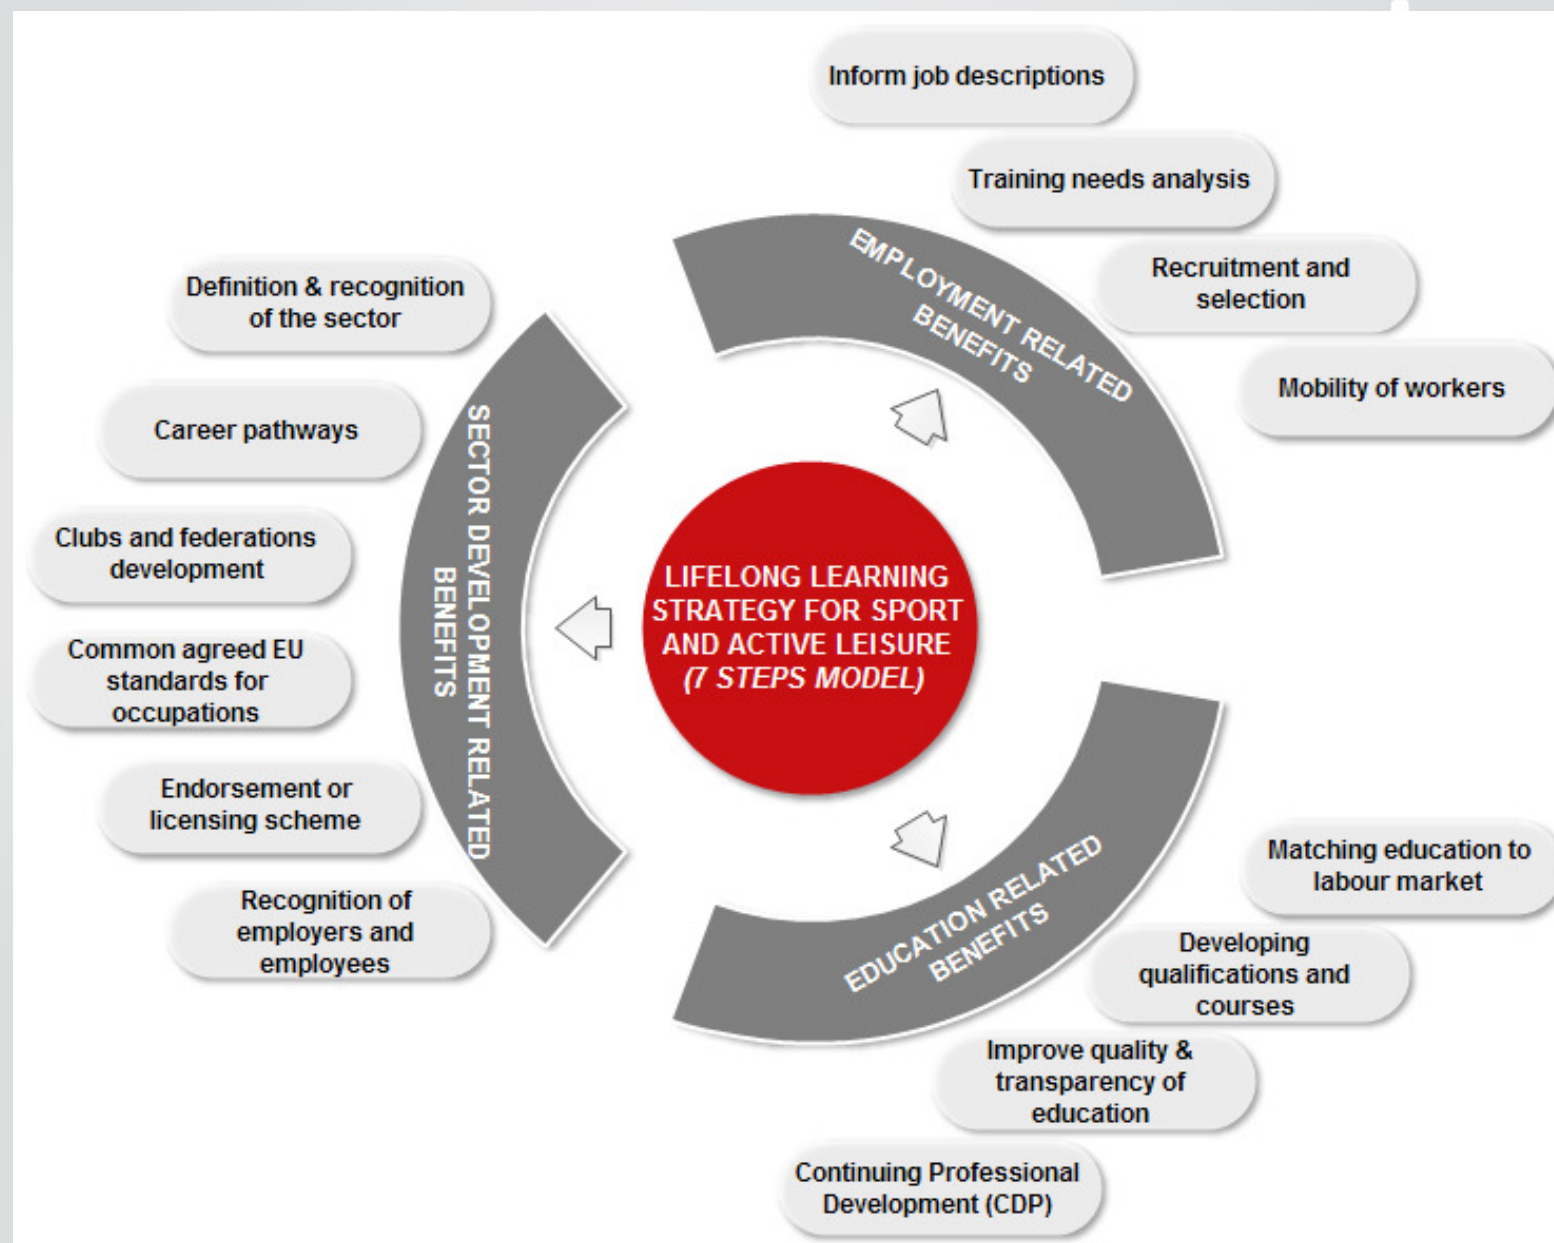 Inform job descriptions
Training needs analysis
Recruitment and
selection
Mobility of workers
EMPLOYMENT RELATED
BENEFITS
Definition & recognition
of the sector
Career pathways
Clubs and federations
development
Common agreed EU
standards for
occupations
Endorsement or
licensing scheme
Recognition of
employers and
employees
SECTOR DEVELOPMENT RELATED
BENEFITS
LIFELONG LEARNING
STRATEGY FOR SPORT
AND ACTIVE LEISURE
(7 STEPS MODEL)
EDUCATION RELATED
BENEFITS
Matching education to
labour market
Developing
qualifications and
courses
Improve quality &
transparency of
education
Continuing Professional
Development (CDP)